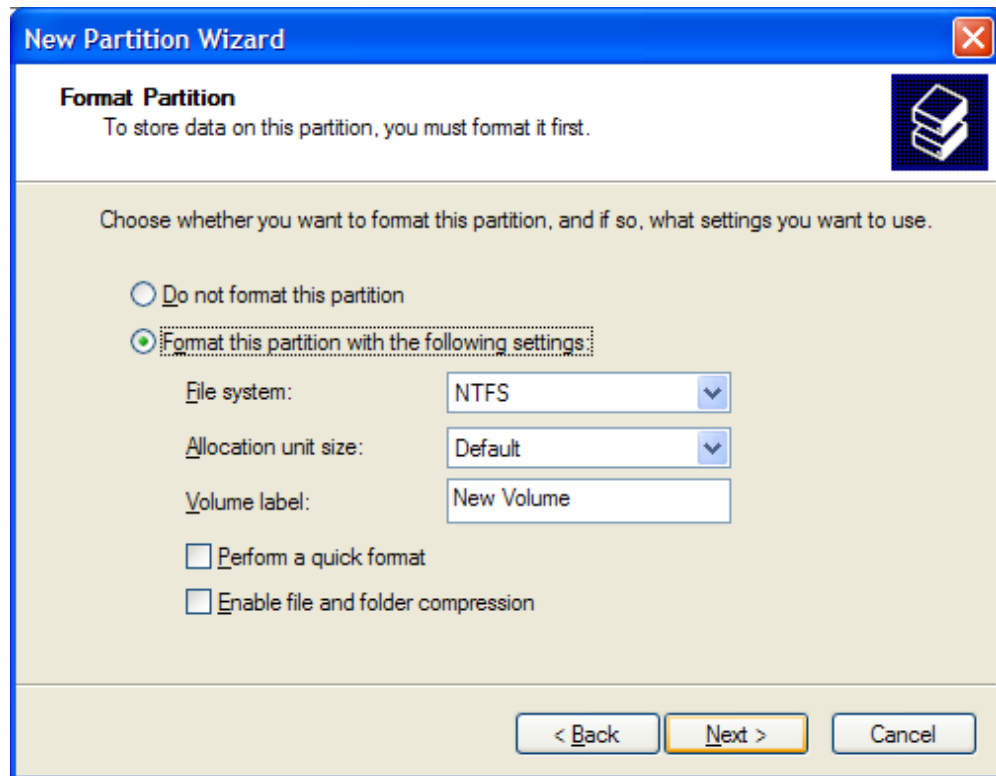 New Partition Wizard
Format Partition
To store data on this partition, you must format it first.
Choose whether you want to format this partition, and if so, what settings you want to use.
Do not format this partition
Format this partition with the following settings:
File system: NTFS
Allocation unit size: Default
Volume label: New Volume
Perform a quick format
Enable file and folder compression
< Back Next > Cancel